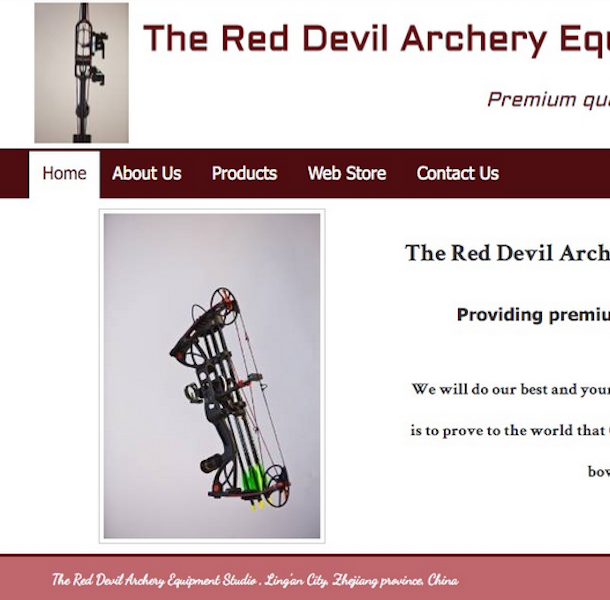 The Red Devil Archery Equ
Premium qua
Home About Us Products Web Store Contact Us
The Red Devil Arch
Providing premiu
We will do our best and your
is to prove to the world that
bow
The Red Devil Archery Equipment Studio . Ling'an City, Zhejiang province, China